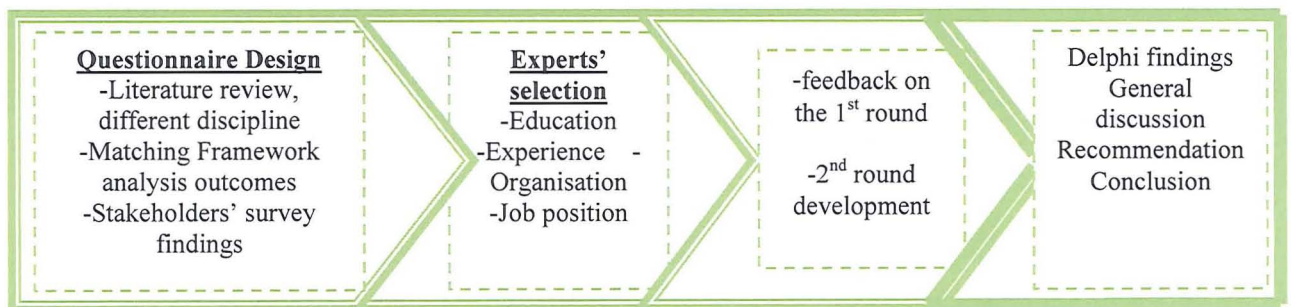 Questionnaire Design
-Literature review,
different discipline
-Matching Framework
analysis outcomes
-Stakeholders' survey
findings
Experts'
selection
-Education
-Experience -
Organisation
-Job position
-feedback on
the 1st round
-2nd round
development
Delphi findings
General
discussion
Recommendation
Conclusion